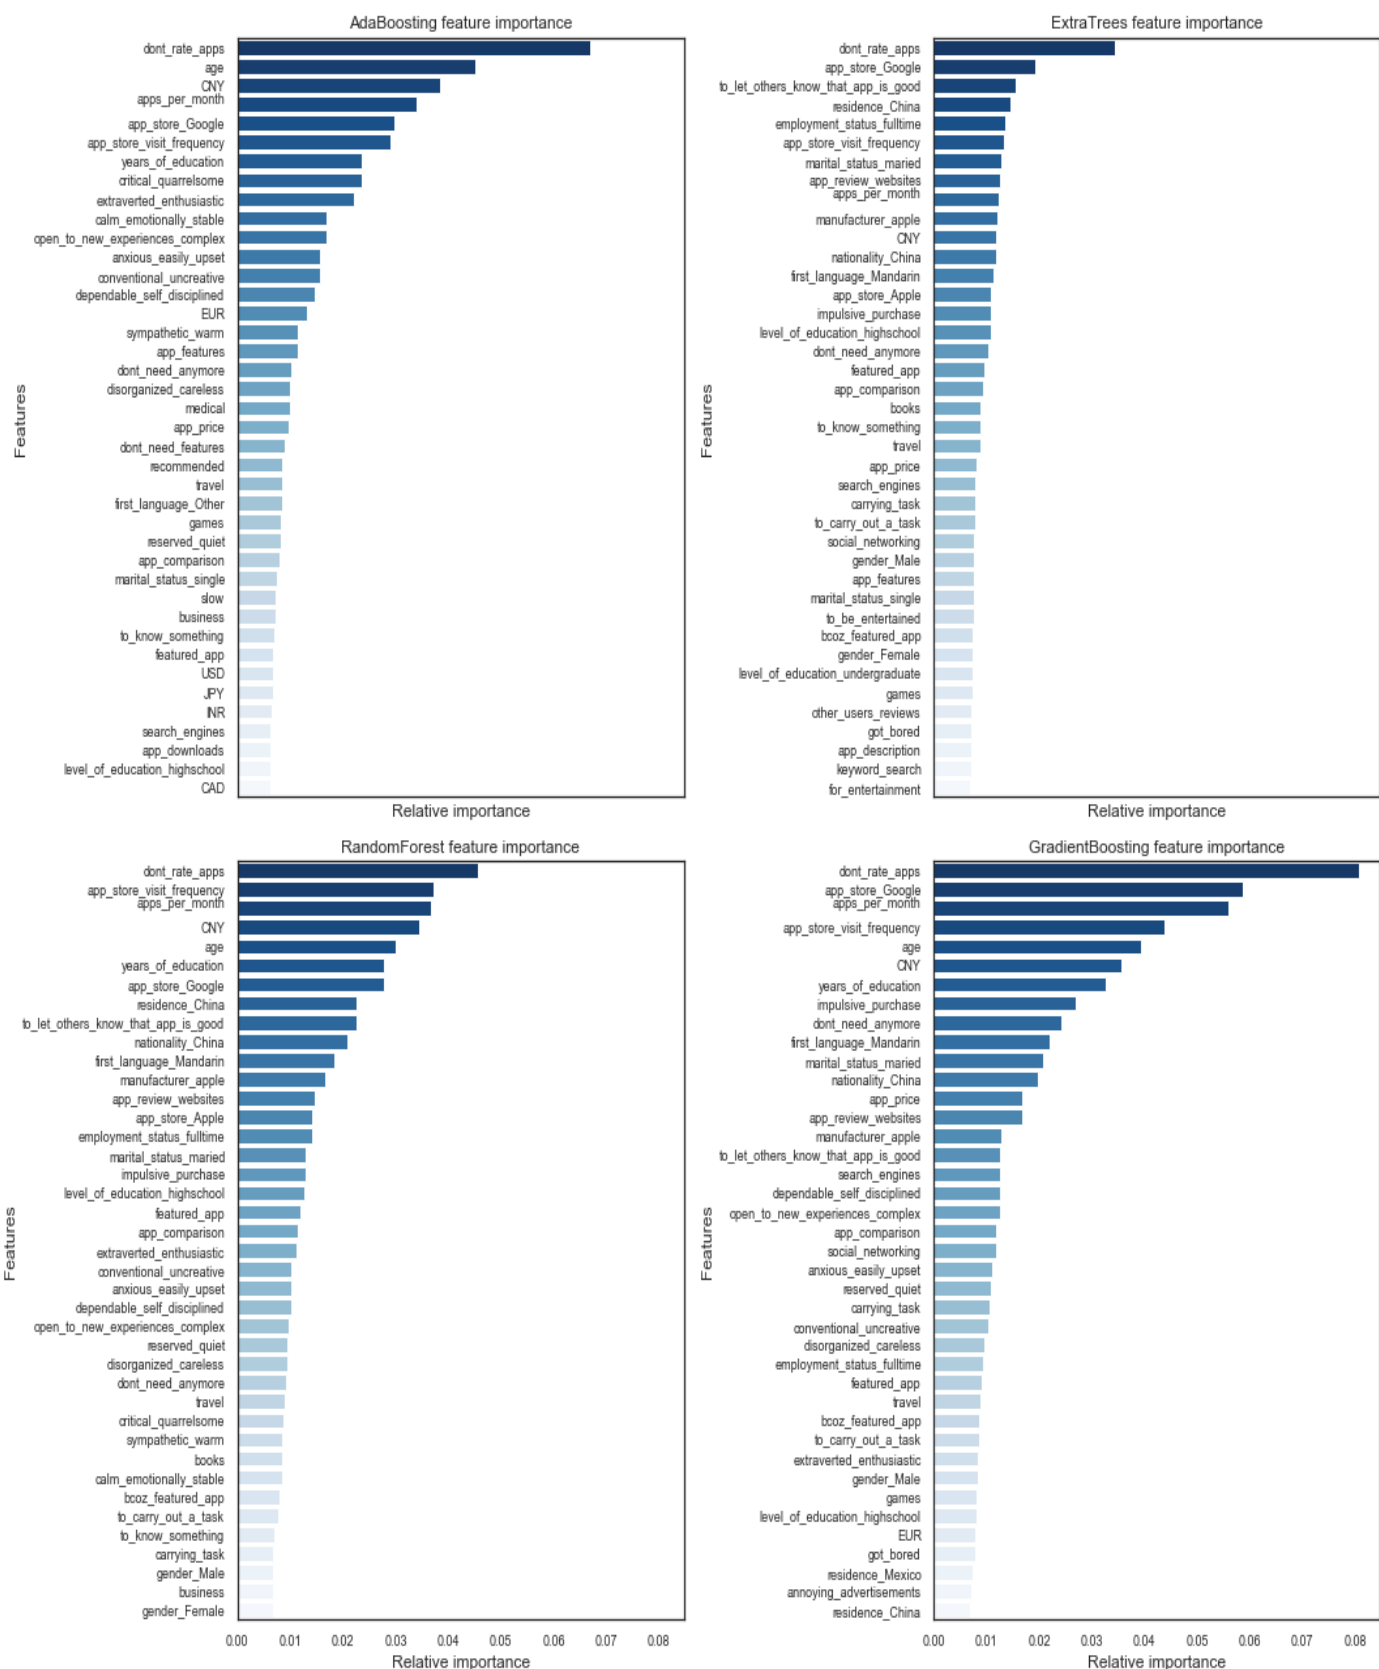 AdaBoosting feature importance
dont_rate_apps
age
CNY
apps_per_month
app_store_Google
app_store_visit_frequency
years_of_education
critical_quarrelsome
extraverted_enthusiastic
calm_emotionally_stable
open_to_new_experiences_complex
anxious_easily_upset
conventional_uncreative
dependable_self_disciplined
EUR
sympathetic_warm
app_features
dont_need_anymore
disorganized_careless
medical
app_price
dont_need_features
recommended
travel
first_language_Other
games
reserved_quiet
app_comparison
marital_status_single
slow
business
to_know_something
featured_app
USD
JPY
INR
search_engines
app_downloads
level_of_education_highschool
CAD
Features
Relative importance
ExtraTrees feature importance
dont_rate_apps
app_store_Google
to_let_others_know_that_app_is_good
residence_China
employment_status_fulltime
app_store_visit_frequency
marital_status_maried
app_review_websites
apps_per_month
manufacturer_apple
CNY
nationality_China
first_language_Mandarin
app_store_Apple
impulsive_purchase
level_of_education_highschool
dont_need_anymore
featured_app
app_comparison
books
to_know_something
travel
app_price
search_engines
carrying_task
to_carry_out_a_task
social_networking
gender_Male
app_features
marital_status_single
to_be_entertained
bcoz_featured_app
gender_Female
level_of_education_undergraduate
games
other_users_reviews
got_bored
app_description
keyword_search
for_entertainment
Features
Relative importance
RandomForest feature importance
dont_rate_apps
app_store_visit_frequency
apps_per_month
CNY
age
years_of_education
app_store_Google
residence_China
to_let_others_know_that_app_is_good
nationality_China
first_language_Mandarin
manufacturer_apple
app_review_websites
app_store_Apple
employment_status_fulltime
marital_status_maried
impulsive_purchase
level_of_education_highschool
featured_app
app_comparison
extraverted_enthusiastic
conventional_uncreative
anxious_easily_upset
dependable_self_disciplined
open_to_new_experiences_complex
reserved_quiet
disorganized_careless
dont_need_anymore
travel
critical_quarrelsome
sympathetic_warm
books
calm_emotionally_stable
bcoz_featured_app
to_carry_out_a_task
to_know_something
carrying_task
gender_Male
business
gender_Female
Features
0.00 0.01 0.02 0.03 0.04 0.05 0.06 0.07 0.08
Relative importance
GradientBoosting feature importance
dont_rate_apps
app_store_Google
apps_per_month
app_store_visit_frequency
age
CNY
years_of_education
impulsive_purchase
dont_need_anymore
first_language_Mandarin
marital_status_maried
nationality_China
app_price
app_review_websites
manufacturer_apple
to_let_others_know_that_app_is_good
search_engines
dependable_self_disciplined
open_to_new_experiences_complex
app_comparison
social_networking
anxious_easily_upset
reserved_quiet
carrying_task
conventional_uncreative
disorganized_careless
employment_status_fulltime
featured_app
travel
bcoz_featured_app
to_carry_out_a_task
extraverted_enthusiastic
gender_Male
games
level_of_education_highschool
EUR
got_bored
residence_Mexico
annoying_advertisements
residence_China
Features
0.00 0.01 0.02 0.03 0.04 0.05 0.06 0.07 0.08
Relative importance